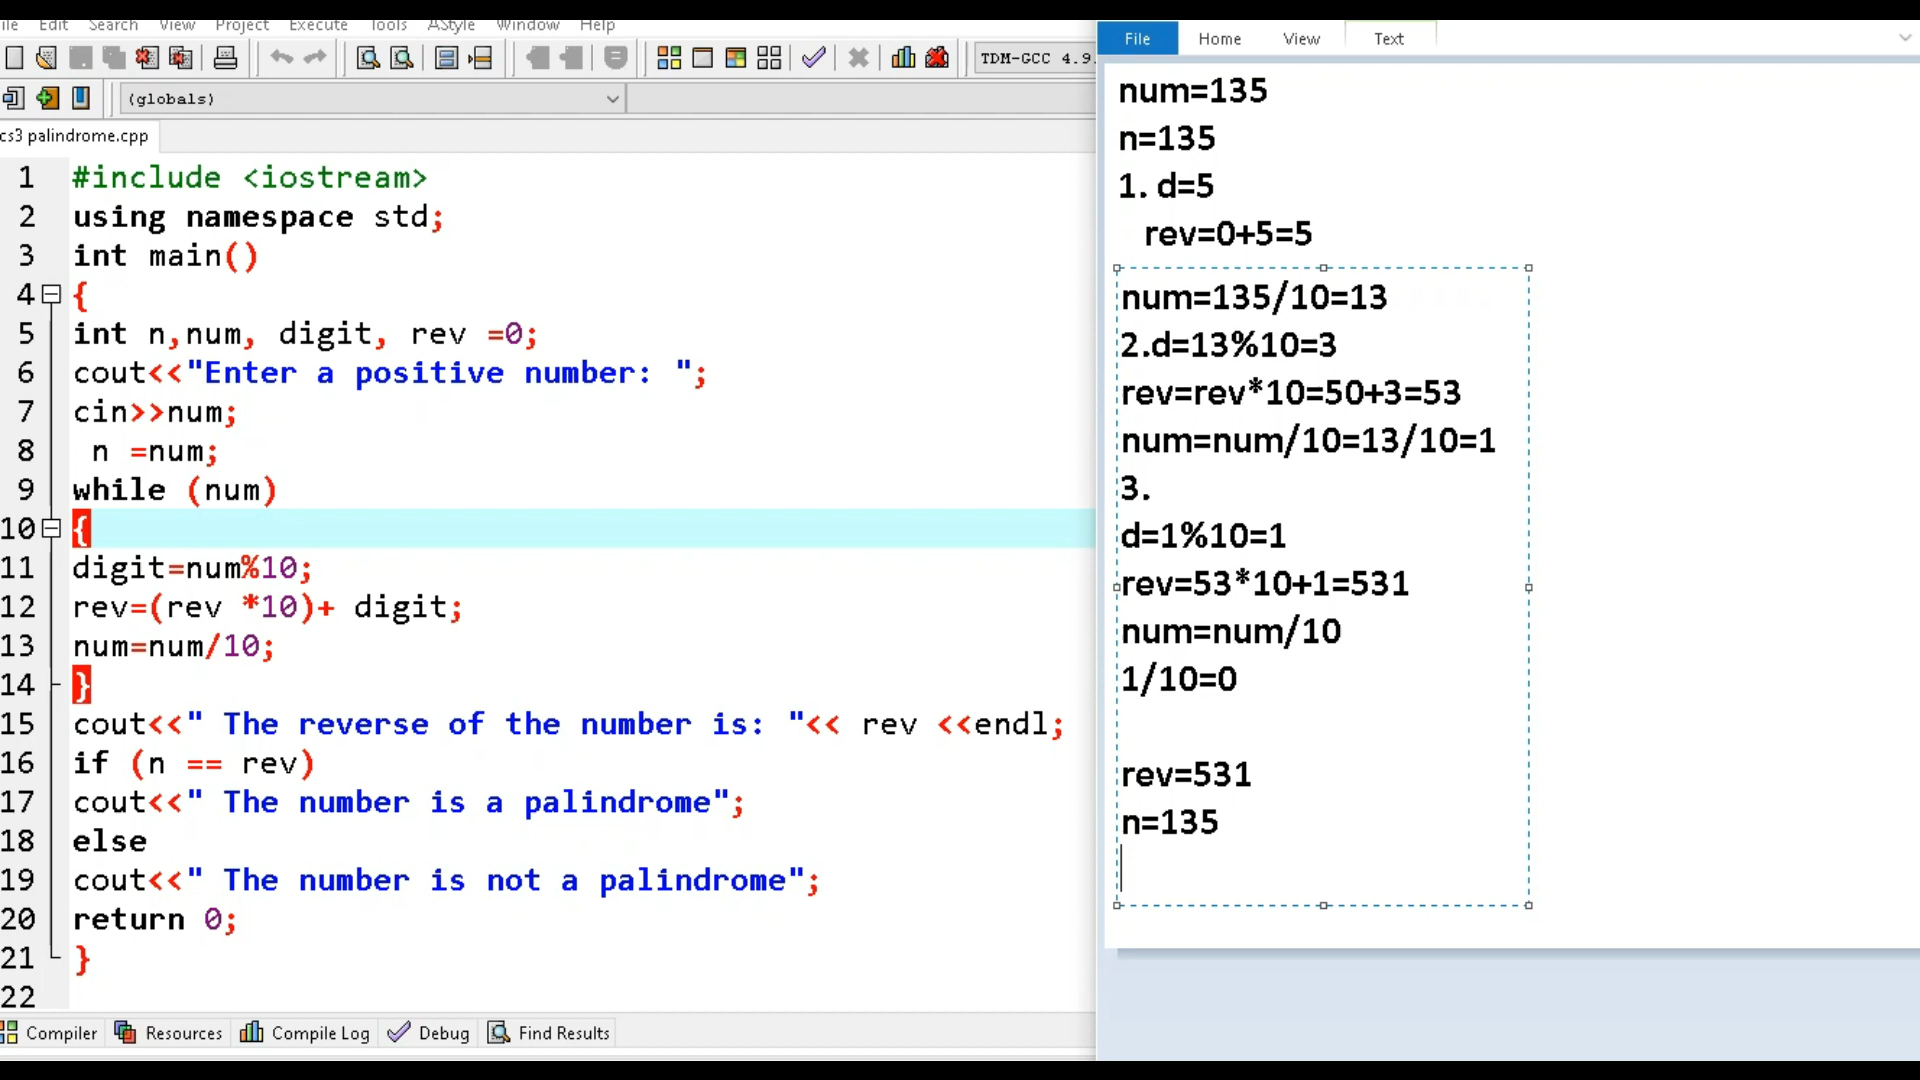 File Edit Search View Project Execute Tools AStyle Window Help
TDM-GCC 4.9.
(globals)
cs3 palindrome.cpp
1 #include <iostream>
2 using namespace std;
3 int main()
4 {
5 int n,num, digit, rev =0;
6 cout<<"Enter a positive number: ";
7 cin>>num;
8 n =num;
9 while (num)
10 {
11 digit=num%10;
12 rev=(rev *10)+ digit;
13 num=num/10;
14 }
15 cout<<" The reverse of the number is: "<< rev <<endl;
16 if (n == rev)
17 cout<<" The number is a palindrome";
18 else
19 cout<<" The number is not a palindrome";
20 return 0;
21 }
22
Compiler Resources Compile Log Debug Find Results
File Home View Text
num=135
n=135
1. d=5
rev=0+5=5
num=135/10=13
2.d=13%10=3
rev=rev*10=50+3=53
num=num/10=13/10=1
3.
d=1%10=1
rev=53*10+1=531
num=num/10
1/10=0
rev=531
n=135